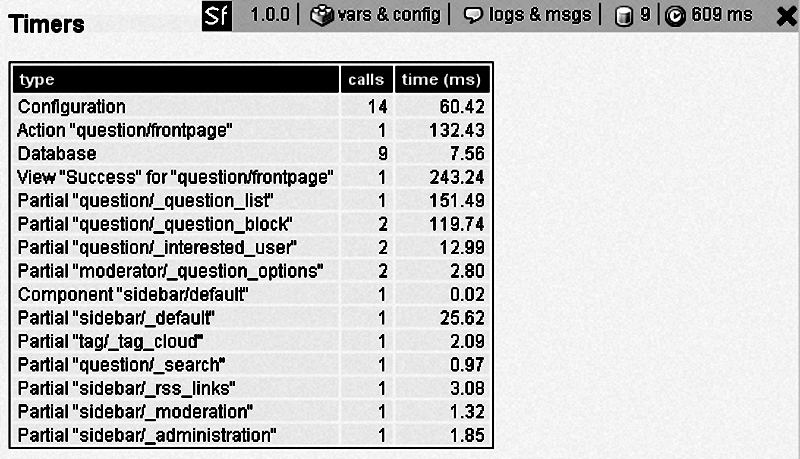 Timers
Sf 1.0.0 | vars & config | logs & msgs | 9 | 609 ms
type calls time (ms)
Configuration 14 60.42
Action "question/frontpage" 1 132.43
Database 9 7.56
View "Success" for "question/frontpage" 1 243.24
Partial "question/_question_list" 1 151.49
Partial "question/_question_block" 2 119.74
Partial "question/_interested_user" 2 12.99
Partial "moderator/_question_options" 2 2.80
Component "sidebar/default" 1 0.02
Partial "sidebar/_default" 1 25.62
Partial "tag/_tag_cloud" 1 2.09
Partial "question/_search" 1 0.97
Partial "sidebar/_rss_links" 1 3.08
Partial "sidebar/_moderation" 1 1.32
Partial "sidebar/_administration" 1 1.85